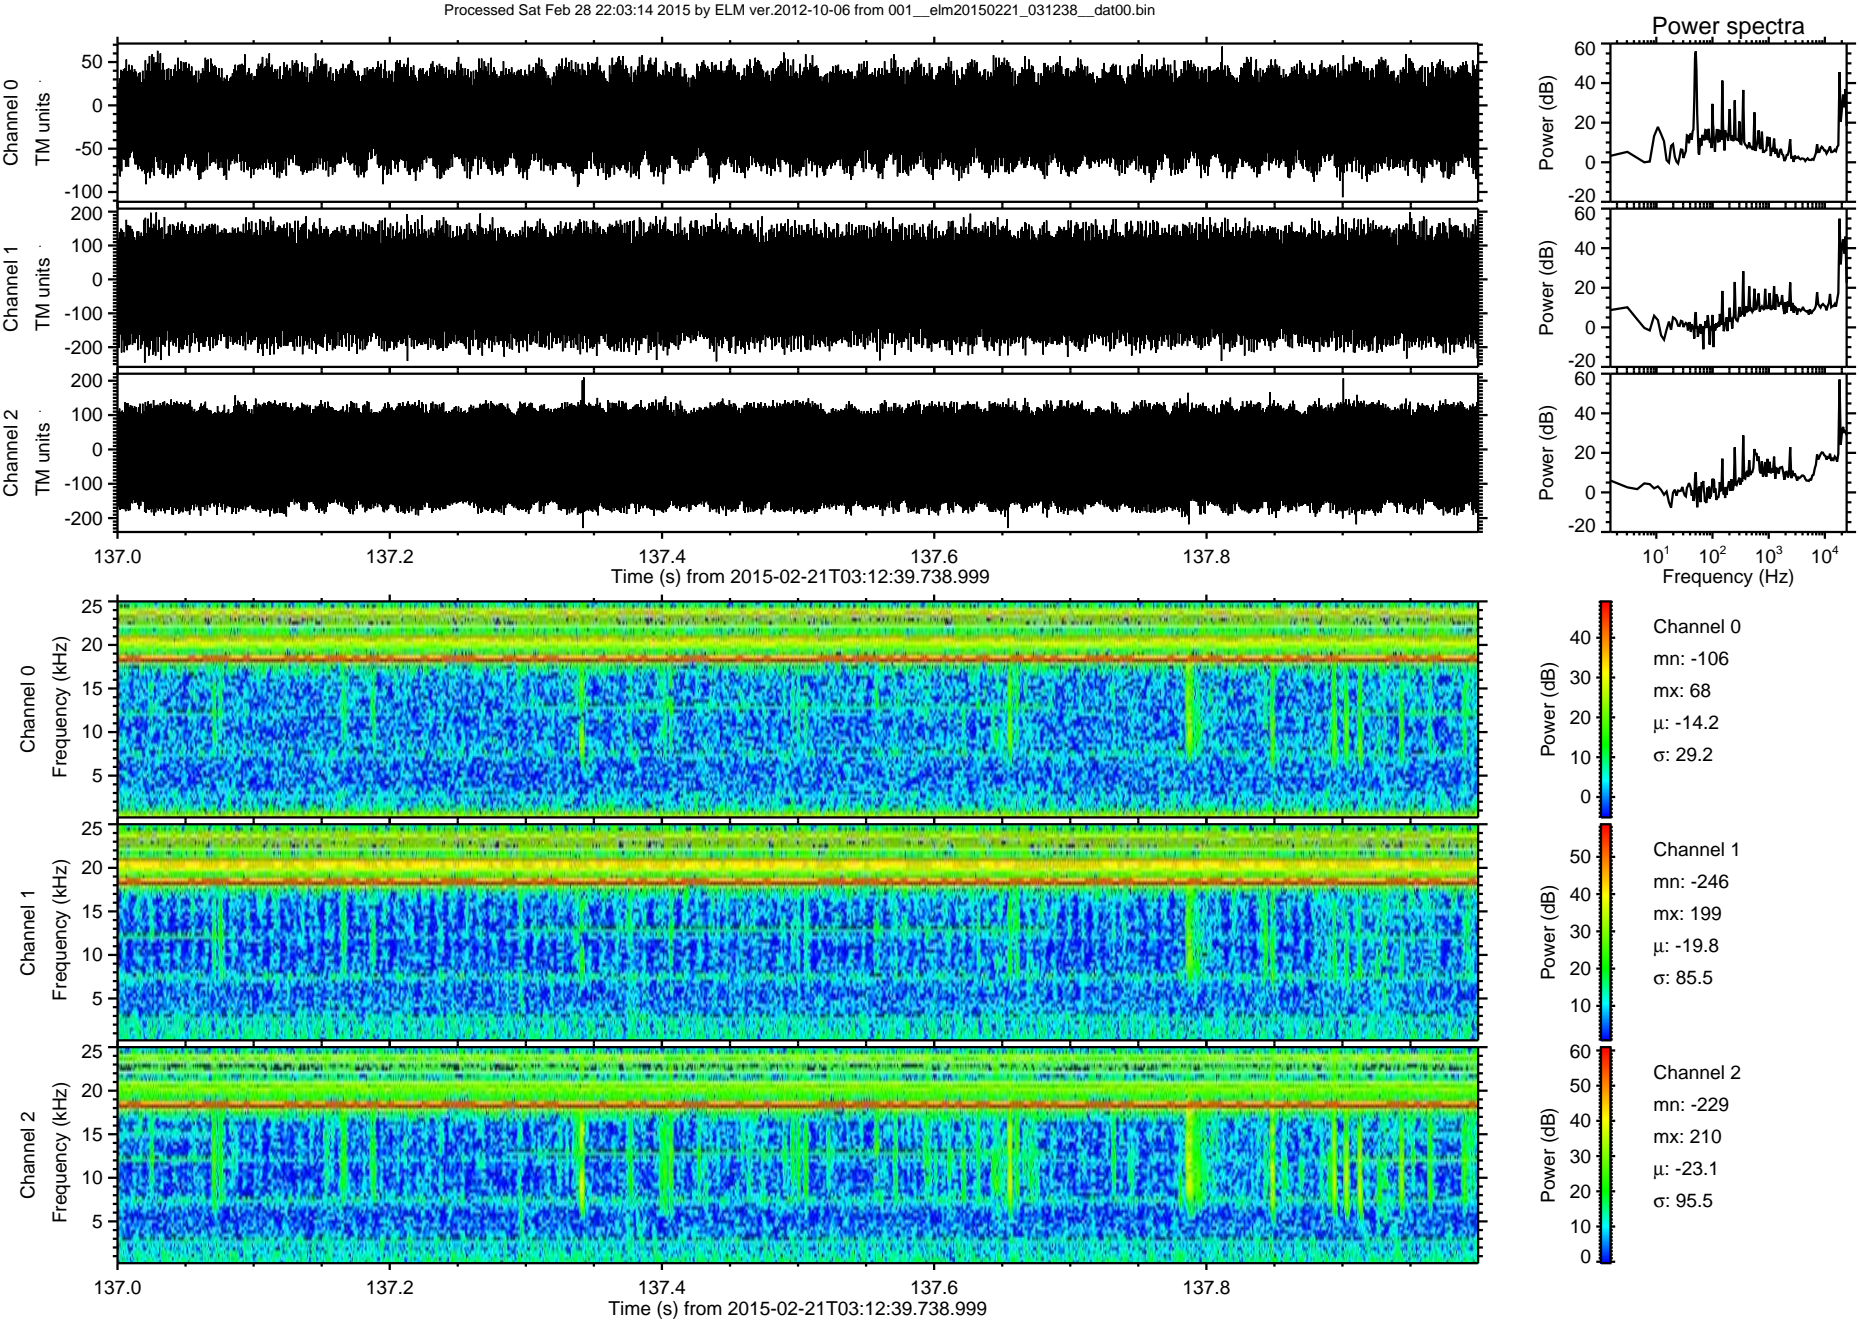 Processed Sat Feb 28 22:03:14 2015 by ELM ver.2012-10-06 from 001__elm20150221_031238__dat00.bin
Power spectra
Channel 0
TM units
50
0
-50
-100
Power (dB)
60
40
20
0
-20
Channel 1
TM units
200
100
0
-100
-200
Power (dB)
60
40
20
0
-20
Channel 2
TM units
200
100
0
-100
-200
Power (dB)
60
40
20
0
-20
137.0 137.2 137.4 137.6 137.8
Time (s) from 2015-02-21T03:12:39.738.999
10¹ 10² 10³ 10⁴
Frequency (Hz)
Channel 0
Frequency (kHz)
25
20
15
10
5
Power (dB)
40
30
20
10
0
Channel 0
mn: -106
mx: 68
μ: -14.2
σ: 29.2
Channel 1
Frequency (kHz)
25
20
15
10
5
Power (dB)
50
40
30
20
10
Channel 1
mn: -246
mx: 199
μ: -19.8
σ: 85.5
Channel 2
Frequency (kHz)
25
20
15
10
5
Power (dB)
60
50
40
30
20
10
0
Channel 2
mn: -229
mx: 210
μ: -23.1
σ: 95.5
137.0 137.2 137.4 137.6 137.8
Time (s) from 2015-02-21T03:12:39.738.999